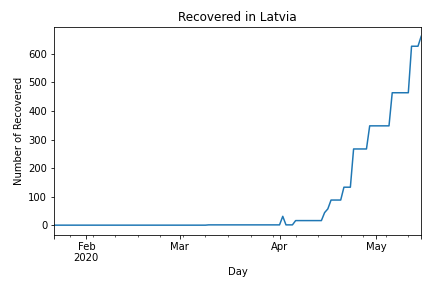 Recovered in Latvia
Number of Recovered
600
500
400
300
200
100
0
Feb
2020
Mar
Apr
May
Day